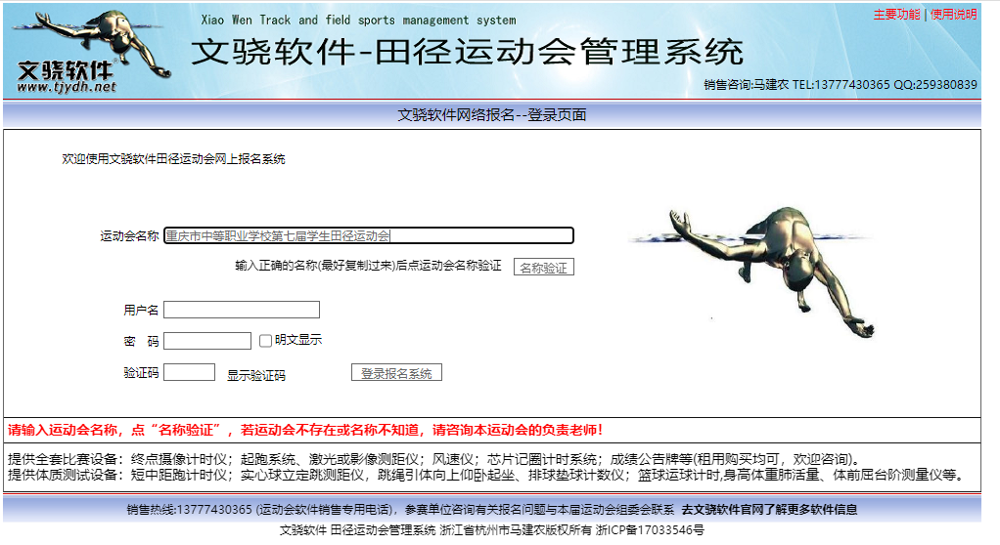 主要功能 | 使用说明
Xiao Wen Track and field sports management system
文骁软件-田径运动会管理系统
文骁软件®
www.tjydh.net
销售咨询:马建农 TEL:13777430365 QQ:259380839
文骁软件网络报名--登录页面
欢迎使用文骁软件田径运动会网上报名系统
运动会名称 重庆市中等职业学校第七届学生田径运动会
输入正确的名称(最好复制过来)后点运动会名称验证 名称验证
用户名
密 码 明文显示
验证码 显示验证码 登录报名系统
请输入运动会名称，点“名称验证”，若运动会不存在或名称不知道，请咨询本运动会的负责老师！
提供全套比赛设备：终点摄像计时仪；起跑系统、激光或影像测距仪；风速仪；芯片记圈计时系统；成绩公告牌等(租用购买均可，欢迎咨询)。
提供体质测试设备：短中距跑计时仪；实心球立定跳测距仪，跳绳引体向上仰卧起坐、排球垫球计数仪；篮球运球计时,身高体重肺活量、体前屈台阶测量仪等。
销售热线:13777430365 (运动会软件销售专用电话)，参赛单位咨询有关报名问题与本届运动会组委会联系 去文骁软件官网了解更多软件信息
文骁软件 田径运动会管理系统 浙江省杭州市马建农版权所有 浙ICP备17033546号